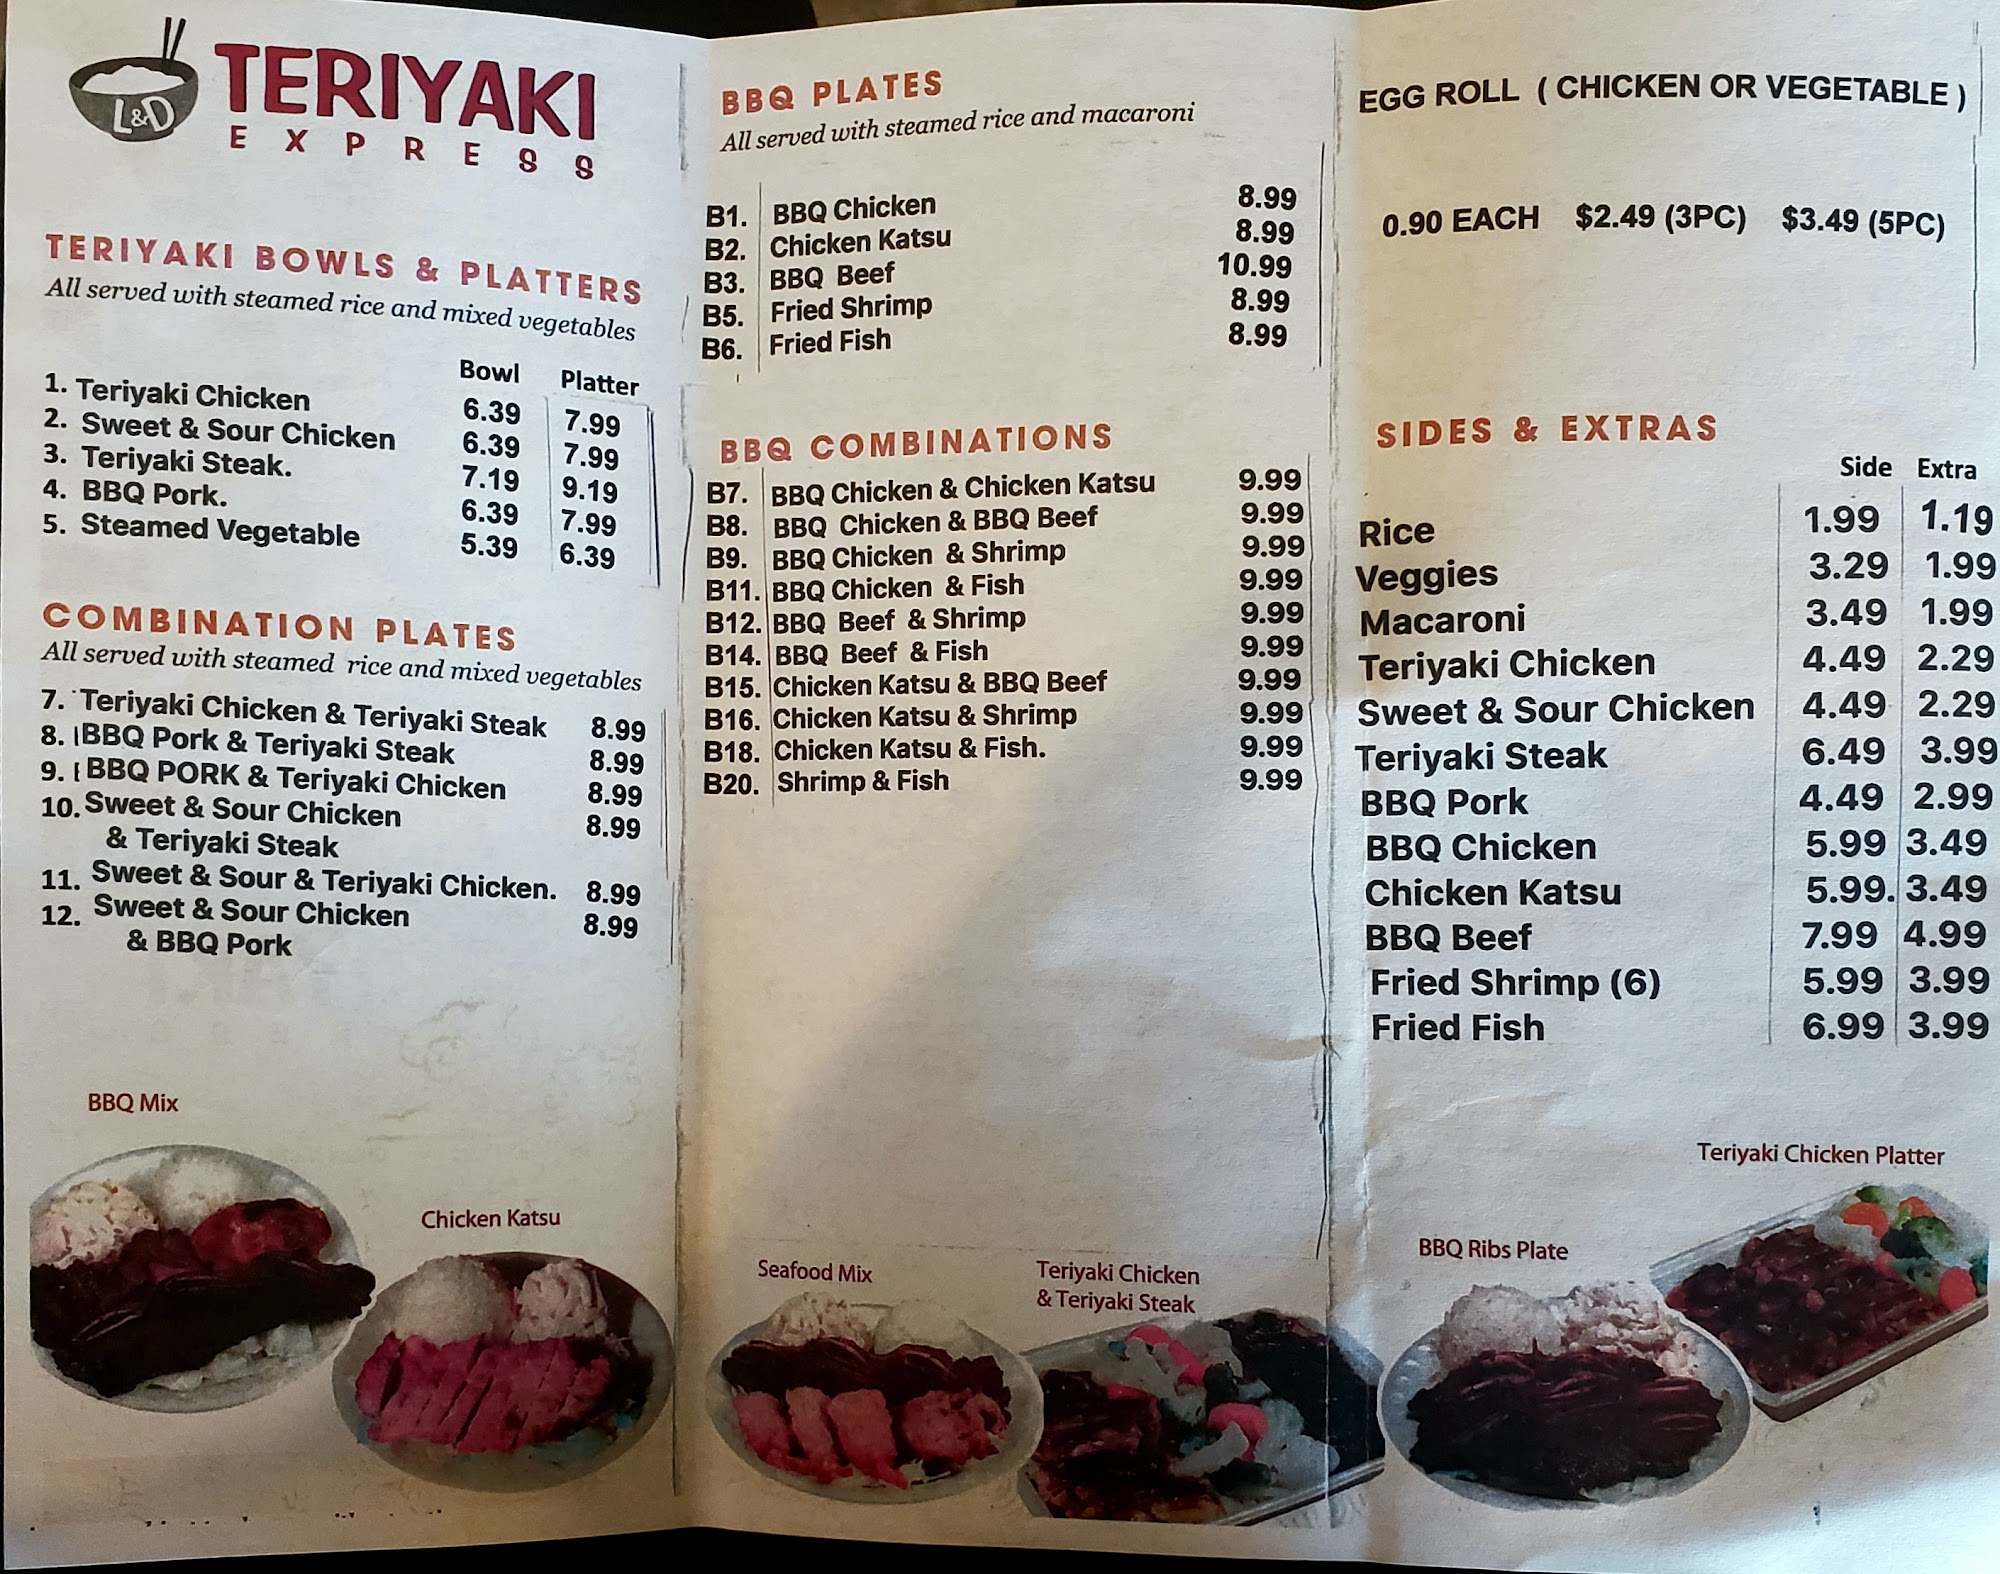 L&D
TERIYAKI
EXPRESS
TERIYAKI BOWLS & PLATTERS
All served with steamed rice and mixed vegetables
Bowl Platter
1. Teriyaki Chicken 6.39 7.99
2. Sweet & Sour Chicken 6.39 7.99
3. Teriyaki Steak. 7.19 9.19
4. BBQ Pork. 6.39 7.99
5. Steamed Vegetable 5.39 6.39
COMBINATION PLATES
All served with steamed rice and mixed vegetables
7. Teriyaki Chicken & Teriyaki Steak 8.99
8. BBQ Pork & Teriyaki Steak 8.99
9. BBQ PORK & Teriyaki Chicken 8.99
10. Sweet & Sour Chicken 8.99
& Teriyaki Steak
11. Sweet & Sour & Teriyaki Chicken. 8.99
12. Sweet & Sour Chicken 8.99
& BBQ Pork
BBQ Mix
Chicken Katsu
BBQ PLATES
All served with steamed rice and macaroni
B1. BBQ Chicken 8.99
B2. Chicken Katsu 8.99
B3. BBQ Beef 10.99
B5. Fried Shrimp 8.99
B6. Fried Fish 8.99
BBQ COMBINATIONS
B7. BBQ Chicken & Chicken Katsu 9.99
B8. BBQ Chicken & BBQ Beef 9.99
B9. BBQ Chicken & Shrimp 9.99
B11. BBQ Chicken & Fish 9.99
B12. BBQ Beef & Shrimp 9.99
B14. BBQ Beef & Fish 9.99
B15. Chicken Katsu & BBQ Beef 9.99
B16. Chicken Katsu & Shrimp 9.99
B18. Chicken Katsu & Fish. 9.99
B20. Shrimp & Fish 9.99
Seafood Mix
Teriyaki Chicken
& Teriyaki Steak
EGG ROLL ( CHICKEN OR VEGETABLE )
0.90 EACH $2.49 (3PC) $3.49 (5PC)
SIDES & EXTRAS
Side Extra
Rice 1.99 1.19
Veggies 3.29 1.99
Macaroni 3.49 1.99
Teriyaki Chicken 4.49 2.29
Sweet & Sour Chicken 4.49 2.29
Teriyaki Steak 6.49 3.99
BBQ Pork 4.49 2.99
BBQ Chicken 5.99 3.49
Chicken Katsu 5.99. 3.49
BBQ Beef 7.99 4.99
Fried Shrimp (6) 5.99 3.99
Fried Fish 6.99 3.99
Teriyaki Chicken Platter
BBQ Ribs Plate